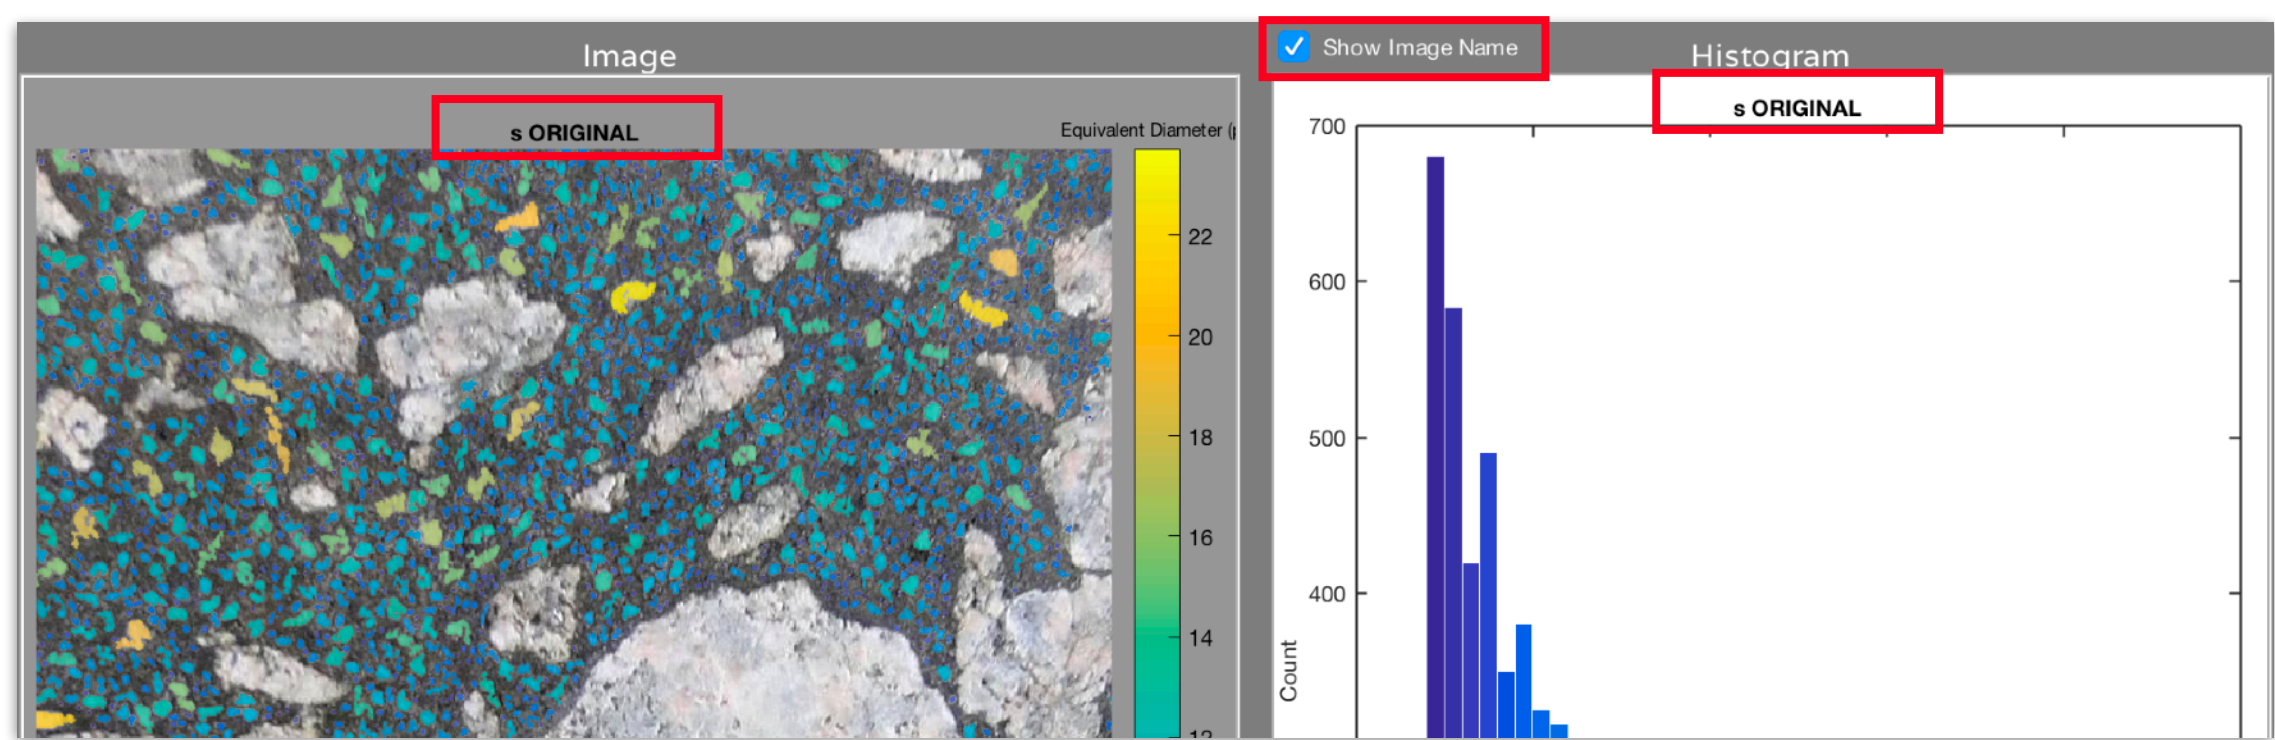 Image
s ORIGINAL
Equivalent Diameter
22
20
18
16
14
12
Show Image Name
Histogram
s ORIGINAL
700
600
500
400
Count